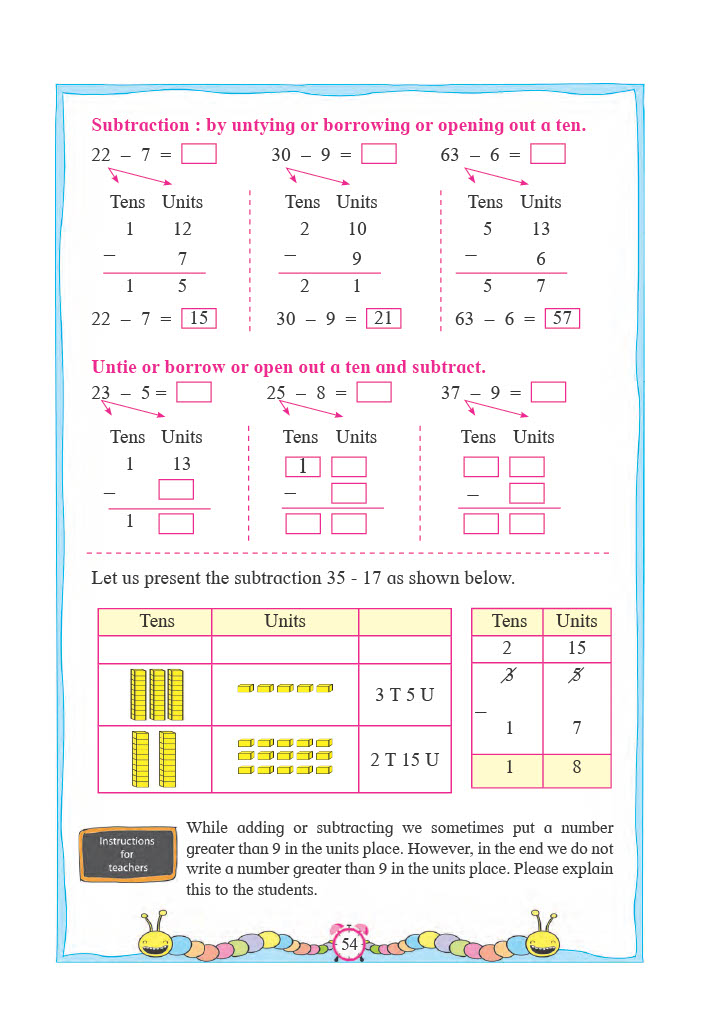 Subtraction : by untying or borrowing or opening out a ten.
22 – 7 =
30 – 9 =
63 – 6 =
Tens Units
1 12
– 7
1 5
22 – 7 = 15
Tens Units
2 10
– 9
2 1
30 – 9 = 21
Tens Units
5 13
– 6
5 7
63 – 6 = 57
Untie or borrow or open out a ten and subtract.
23 – 5 =
25 – 8 =
37 – 9 =
Tens Units
1 13
–
1
Tens Units
1
–
Tens Units
–
Let us present the subtraction 35 - 17 as shown below.
Tens Units
3 T 5 U
2 T 15 U
Tens Units
2 15
3 5
–
1 7
1 8
Instructions
for
teachers
While adding or subtracting we sometimes put a number
greater than 9 in the units place. However, in the end we do not
write a number greater than 9 in the units place. Please explain
this to the students.
54